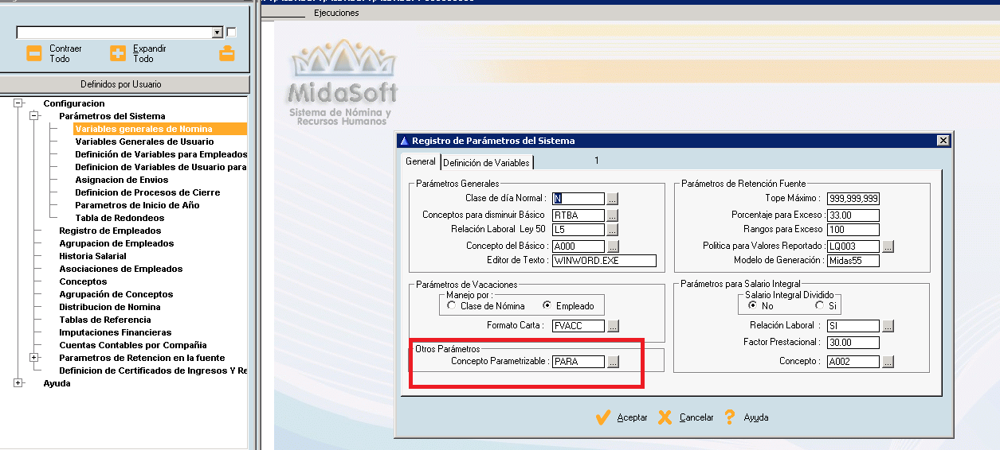 Ejecuciones
Contraer
Todo
Expandir
Todo
Definidos por Usuario
Configuracion
Parámetros del Sistema
Variables generales de Nomina
Variables Generales de Usuario
Definición de Variables para Empleados
Definicion de Variables de Usuario para
Asignacion de Envios
Definicion de Procesos de Cierre
Parametros de Inicio de Año
Tabla de Redondeos
Registro de Empleados
Agrupacion de Empleados
Historia Salarial
Asociaciones de Empleados
Conceptos
Agrupación de Conceptos
Distribucion de Nomina
Tablas de Referencia
Imputaciones Financieras
Cuentas Contables por Compañia
Parametros de Retencion en la fuente
Definicion de Certificados de Ingresos Y Re
Ayuda
MidaSoft
Sistema de Nómina y
Recursos Humanos
Registro de Parámetros del Sistema
General Definición de Variables 1
Parámetros Generales
Clase de día Normal : N ...
Conceptos para disminuir Básico RTBA ...
Relación Laboral Ley 50 L5 ...
Concepto del Básico : A000 ...
Editor de Texto : WINWORD.EXE
Parámetros de Retención Fuente
Tope Máximo : 999,999,999
Porcentaje para Exceso : 33.00
Rangos para Exceso 100
Politica para Valores Reportado : LQ003 ...
Modelo de Generación : Midas55
Parámetros de Vacaciones
Manejo por :
Clase de Nómina Empleado
Formato Carta : FVACC ...
Parámetros para Salario Integral
Salario Integral Dividido
No Si
Relación Laboral : SI ...
Factor Prestacional : 30.00
Concepto : A002 ...
Otros Parámetros
Concepto Parametrizable : PARA ...
Aceptar Cancelar Ayuda